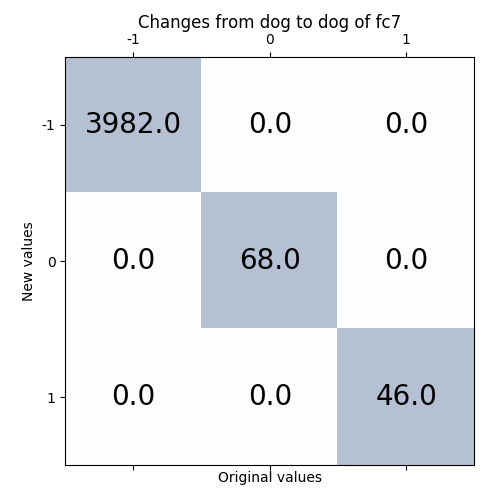 Changes from dog to dog of fc7
-1 0 1
-1 3982.0 0.0 0.0
0 0.0 68.0 0.0
1 0.0 0.0 46.0
New values
Original values